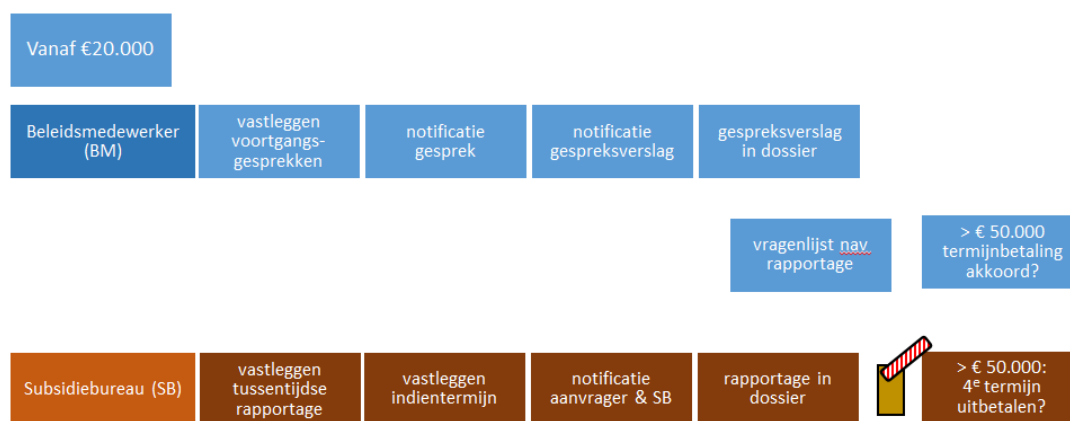 Vanaf €20.000
Beleidsmedewerker
(BM)
vastleggen
voortgangs-
gesprekken
notificatie
gesprek
notificatie
gespreksverslag
gespreksverslag
in dossier
vragenlijst nav
rapportage
> € 50.000
termijnbetaling
akkoord?
Subsidiebureau (SB)
vastleggen
tussentijdse
rapportage
vastleggen
indientermijn
notificatie
aanvrager & SB
rapportage in
dossier
> € 50.000:
4e termijn
uitbetalen?